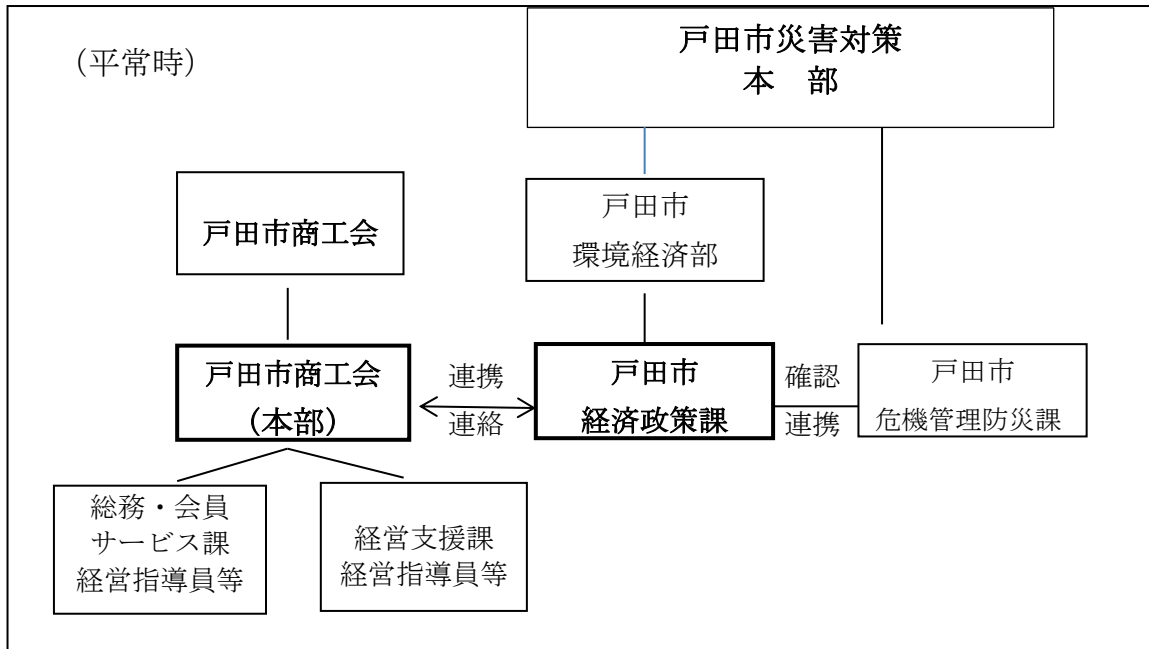 (平常時)
戸田市災害対策
本　部
戸田市
環境経済部
戸田市商工会
戸田市商工会
(本部)
連携
連絡
戸田市
経済政策課
確認
連携
戸田市
危機管理防災課
総務・会員
サービス課
経営指導員等
経営支援課
経営指導員等